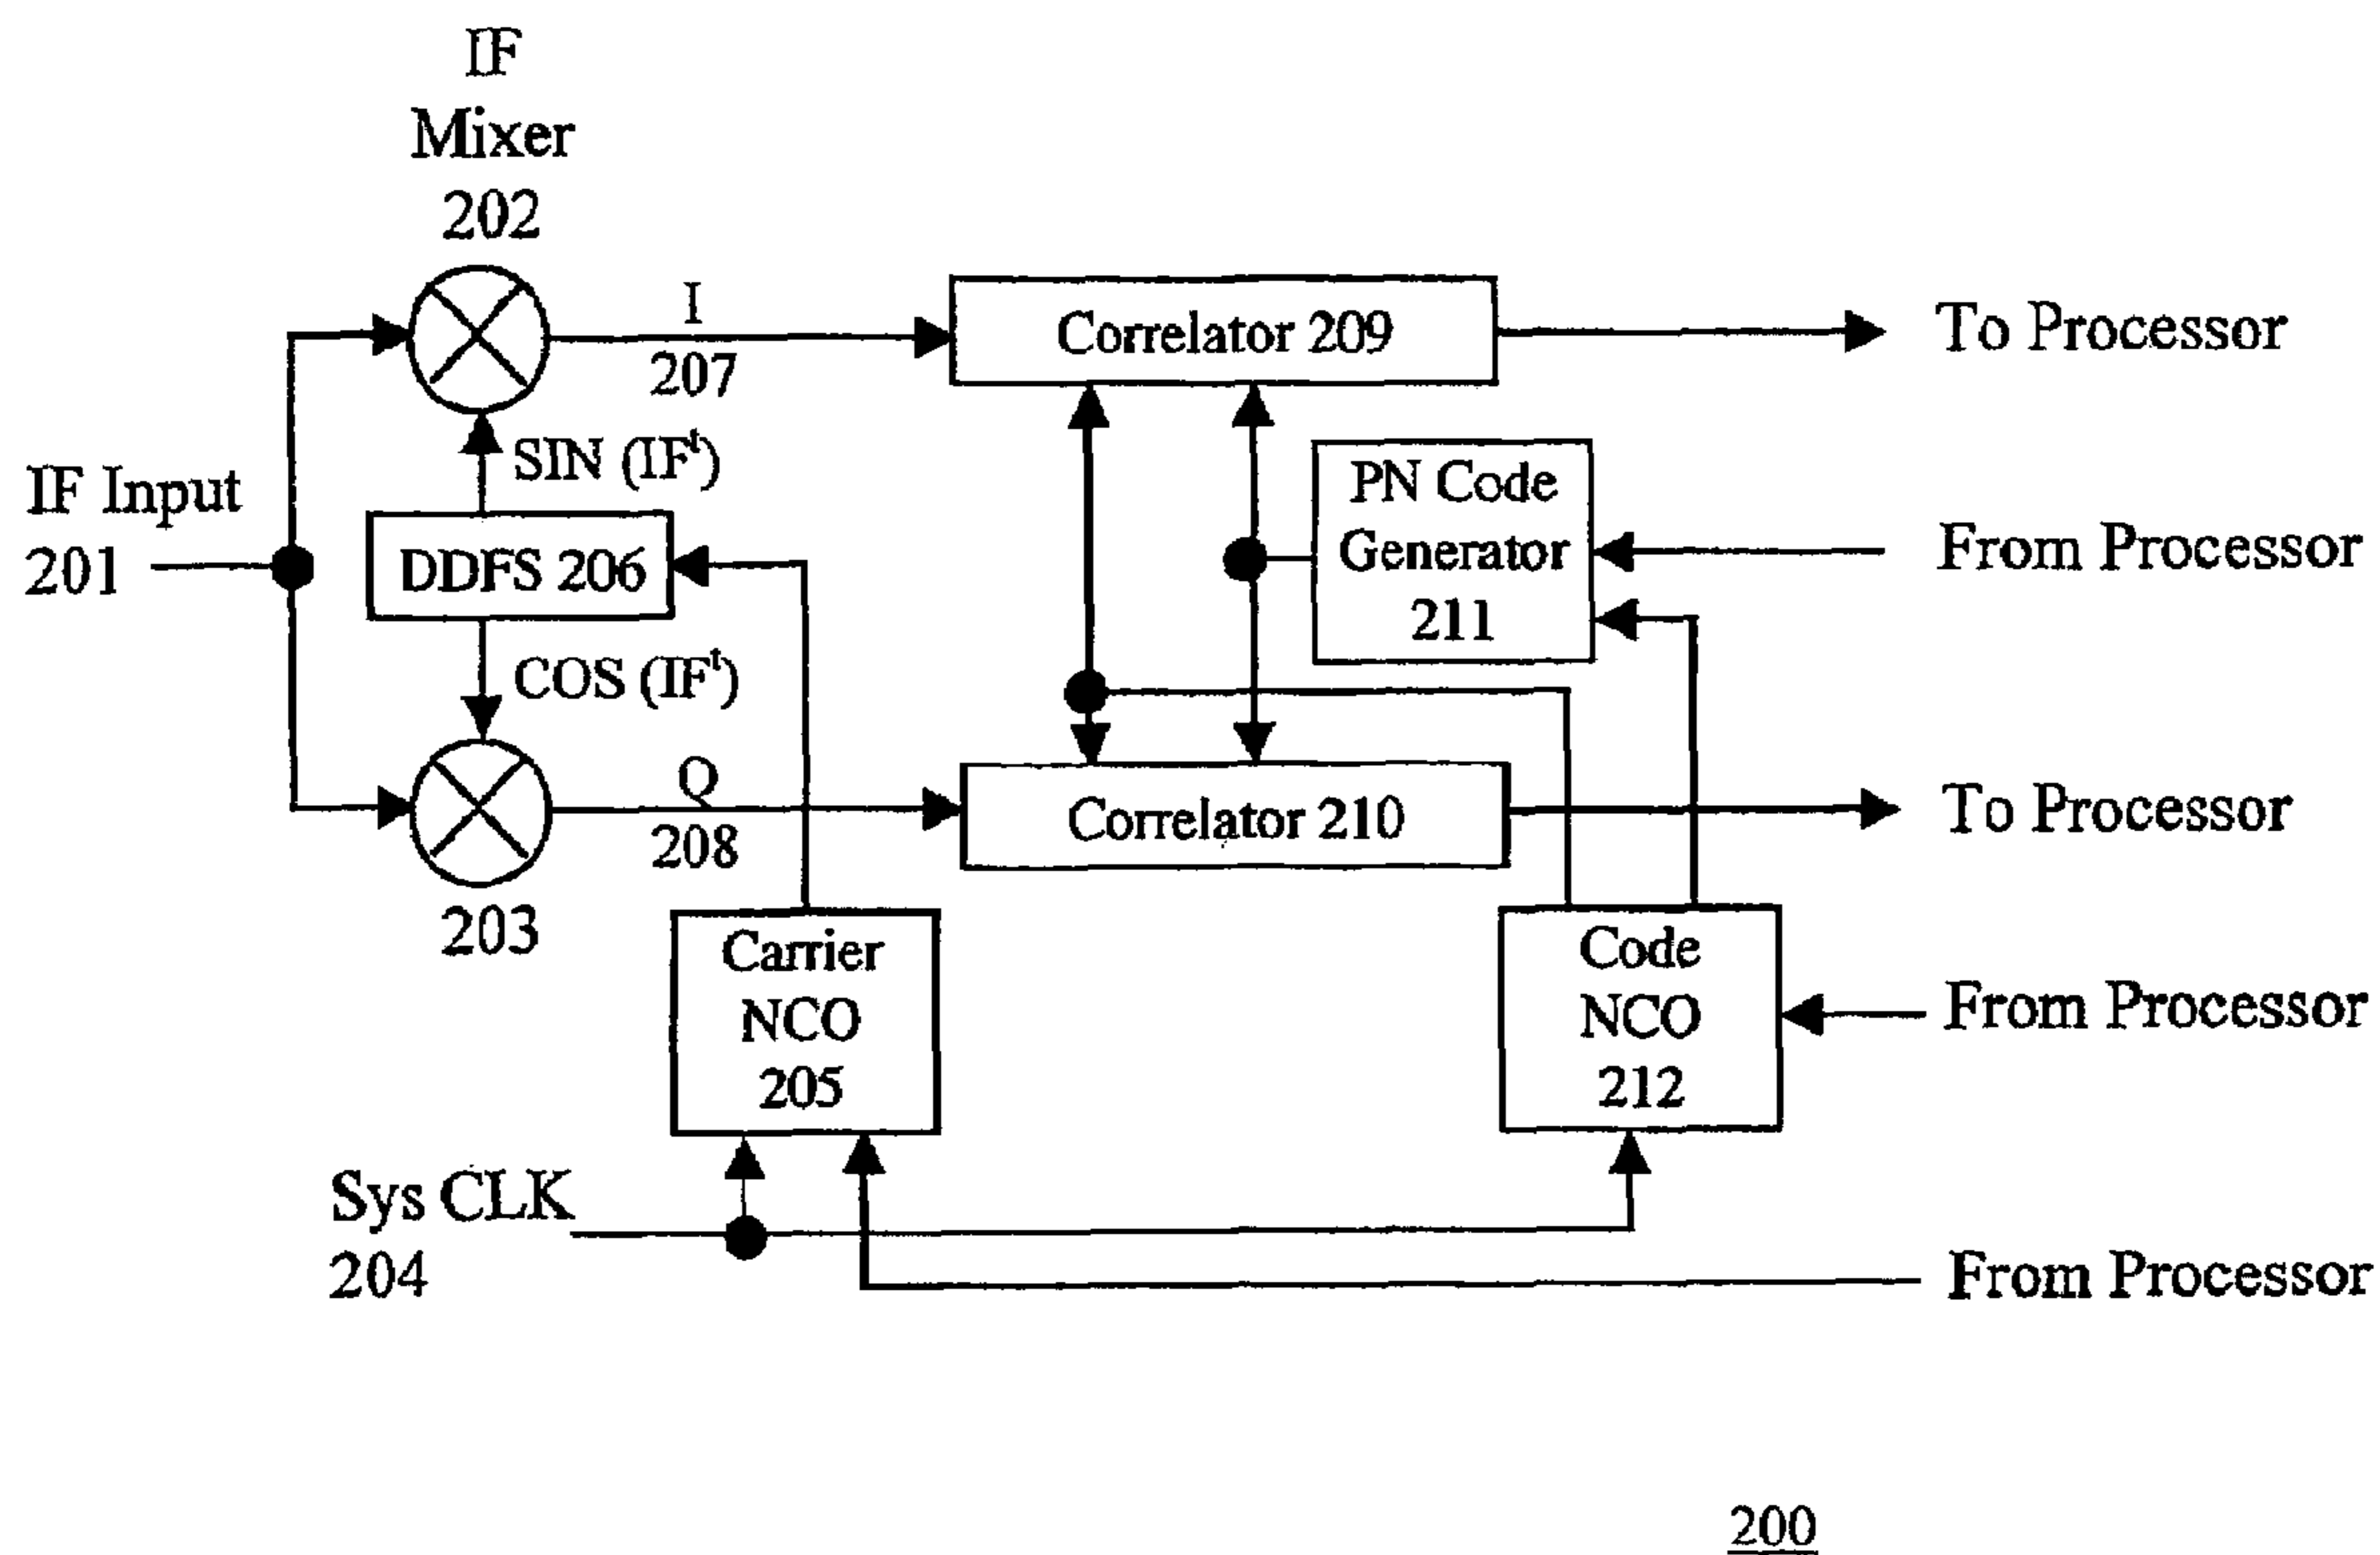 IF
Mixer
202
I
207
Correlator 209
To Processor
SIN (IFᵗ)
IF Input
201
DDFS 206
PN Code
Generator
211
From Processor
COS (IFᵗ)
Q
208
Correlator 210
To Processor
203
Carrier
NCO
205
Code
NCO
212
From Processor
Sys CLK
204
From Processor
200